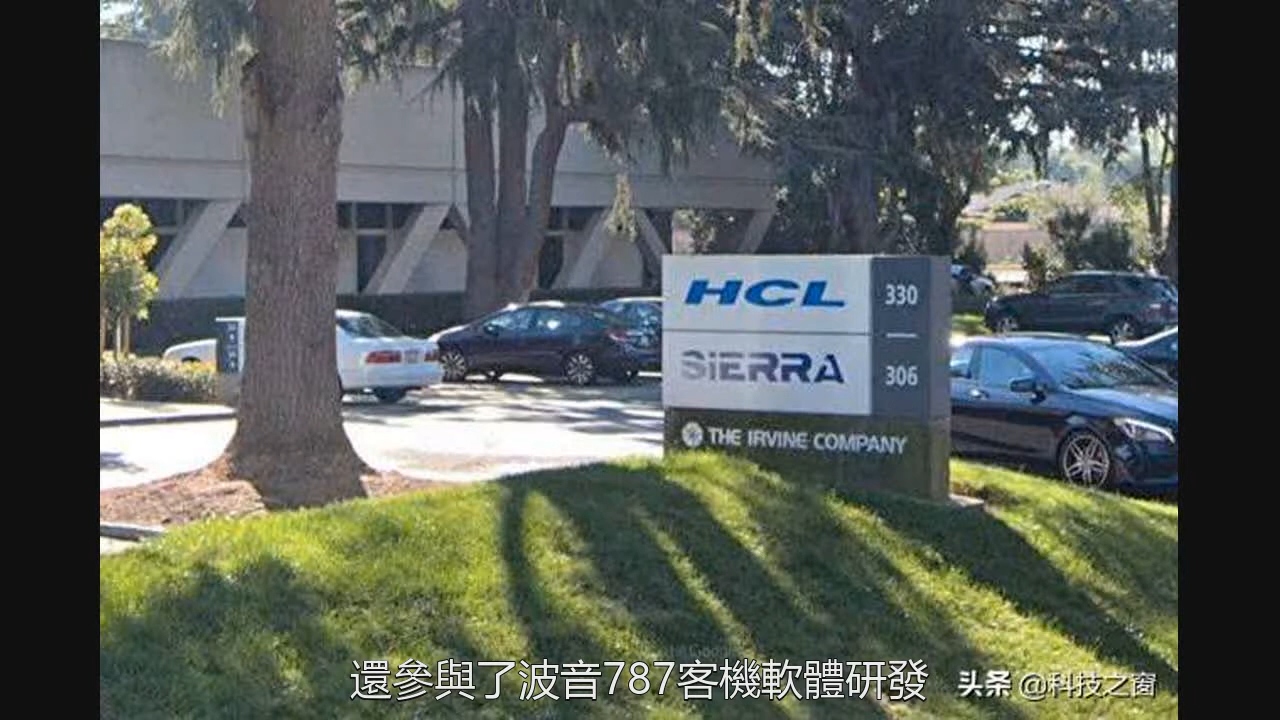 HCL 330
SIERRA 306
THE IRVINE COMPANY
還參與了波音787客機軟體研發
头条 @科技之窗